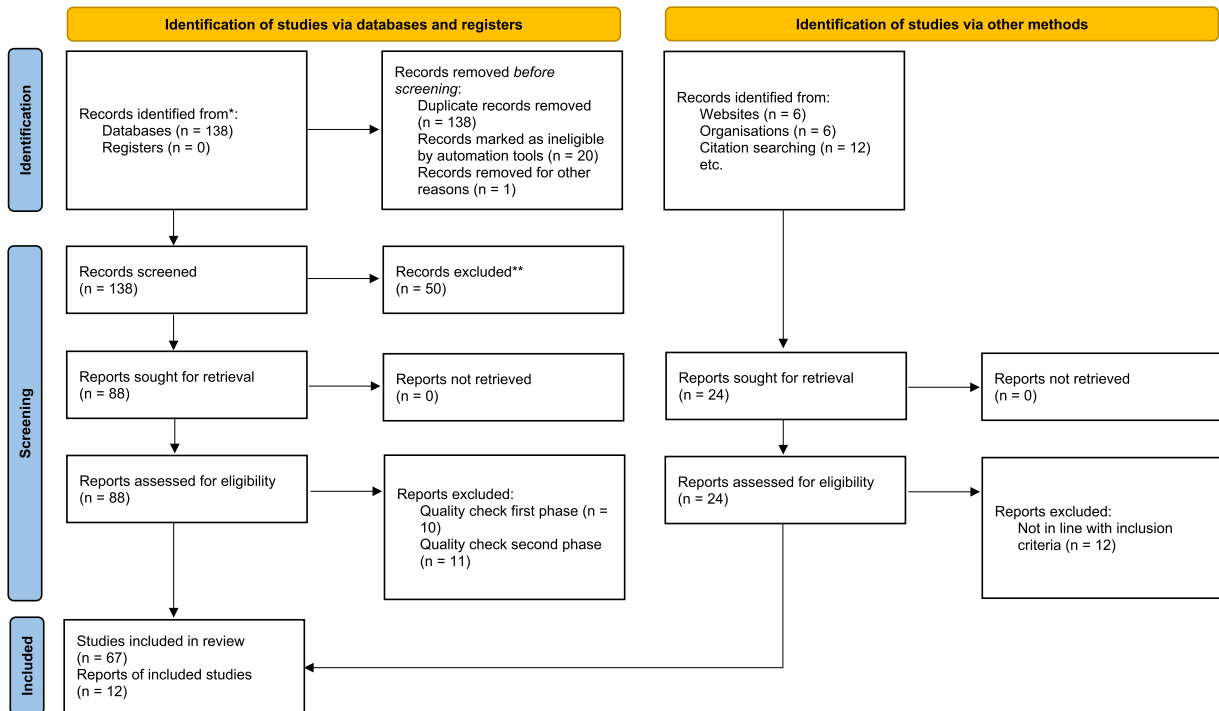 Identification of studies via databases and registers
Identification of studies via other methods
Identification
Records identified from*:
Databases (n = 138)
Registers (n = 0)
Records removed before
screening:
Duplicate records removed
(n = 138)
Records marked as ineligible
by automation tools (n = 20)
Records removed for other
reasons (n = 1)
Records identified from:
Websites (n = 6)
Organisations (n = 6)
Citation searching (n = 12)
etc.
Screening
Records screened
(n = 138)
Records excluded**
(n = 50)
Reports sought for retrieval
(n = 88)
Reports not retrieved
(n = 0)
Reports sought for retrieval
(n = 24)
Reports not retrieved
(n = 0)
Reports assessed for eligibility
(n = 88)
Reports excluded:
Quality check first phase (n =
10)
Quality check second phase
(n = 11)
Reports assessed for eligibility
(n = 24)
Reports excluded:
Not in line with inclusion
criteria (n = 12)
Included
Studies included in review
(n = 67)
Reports of included studies
(n = 12)